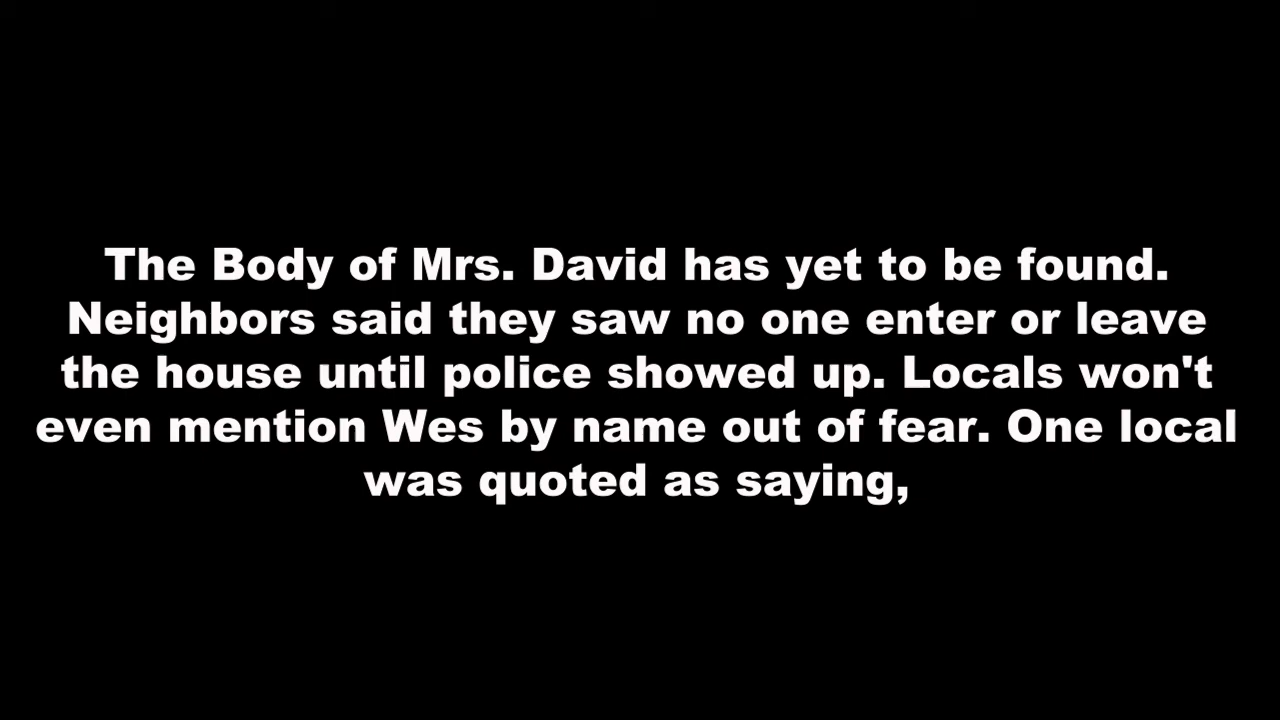 The Body of Mrs. David has yet to be found.
Neighbors said they saw no one enter or leave
the house until police showed up. Locals won't
even mention Wes by name out of fear. One local
was quoted as saying,